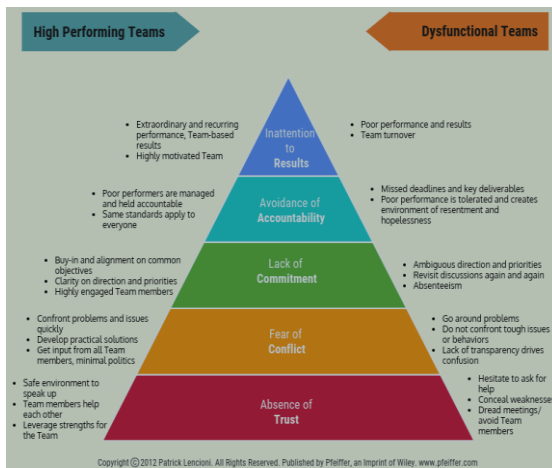 High Performing Teams
Dysfunctional Teams
• Extraordinary and recurring
performance, Team-based
results
• Highly motivated Team
Inattention
to
Results
• Poor performance and results
• Team turnover
• Poor performers are managed
and held accountable
• Same standards apply to
everyone
Avoidance of
Accountability
• Missed deadlines and key deliverables
• Poor performance is tolerated and creates
environment of resentment and
hopelessness
• Buy-in and alignment on common
objectives
• Clarity on direction and priorities
• Highly engaged Team members
Lack of
Commitment
• Ambiguous direction and priorities
• Revisit discussions again and again
• Absenteeism
• Confront problems and issues
quickly
• Develop practical solutions
• Get input from all Team
members, minimal politics
Fear of
Conflict
• Go around problems
• Do not confront tough issues
or behaviors
• Lack of transparency drives
confusion
• Safe environment to
speak up
• Team members help
each other
• Leverage strengths for
the Team
Absence of
Trust
• Hesitate to ask for
help
• Conceal weaknesse
• Dread meetings/
avoid Team
members
Copyright © 2012 Patrick Lencioni. All Rights Reserved. Published by Pfeiffer, an Imprint of Wiley. www.pfeiffer.com